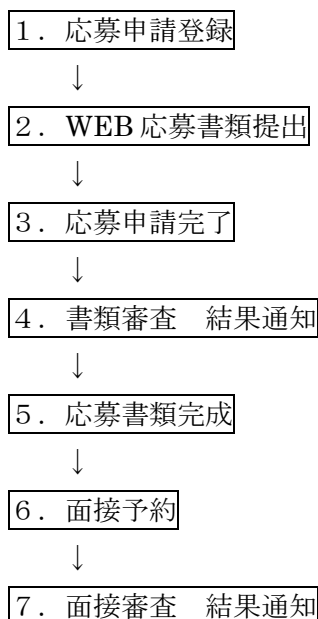 １．応募申請登録
↓
２．WEB 応募書類提出
↓
３．応募申請完了
↓
４．書類審査　結果通知
↓
５．応募書類完成
↓
６．面接予約
↓
７．面接審査　結果通知